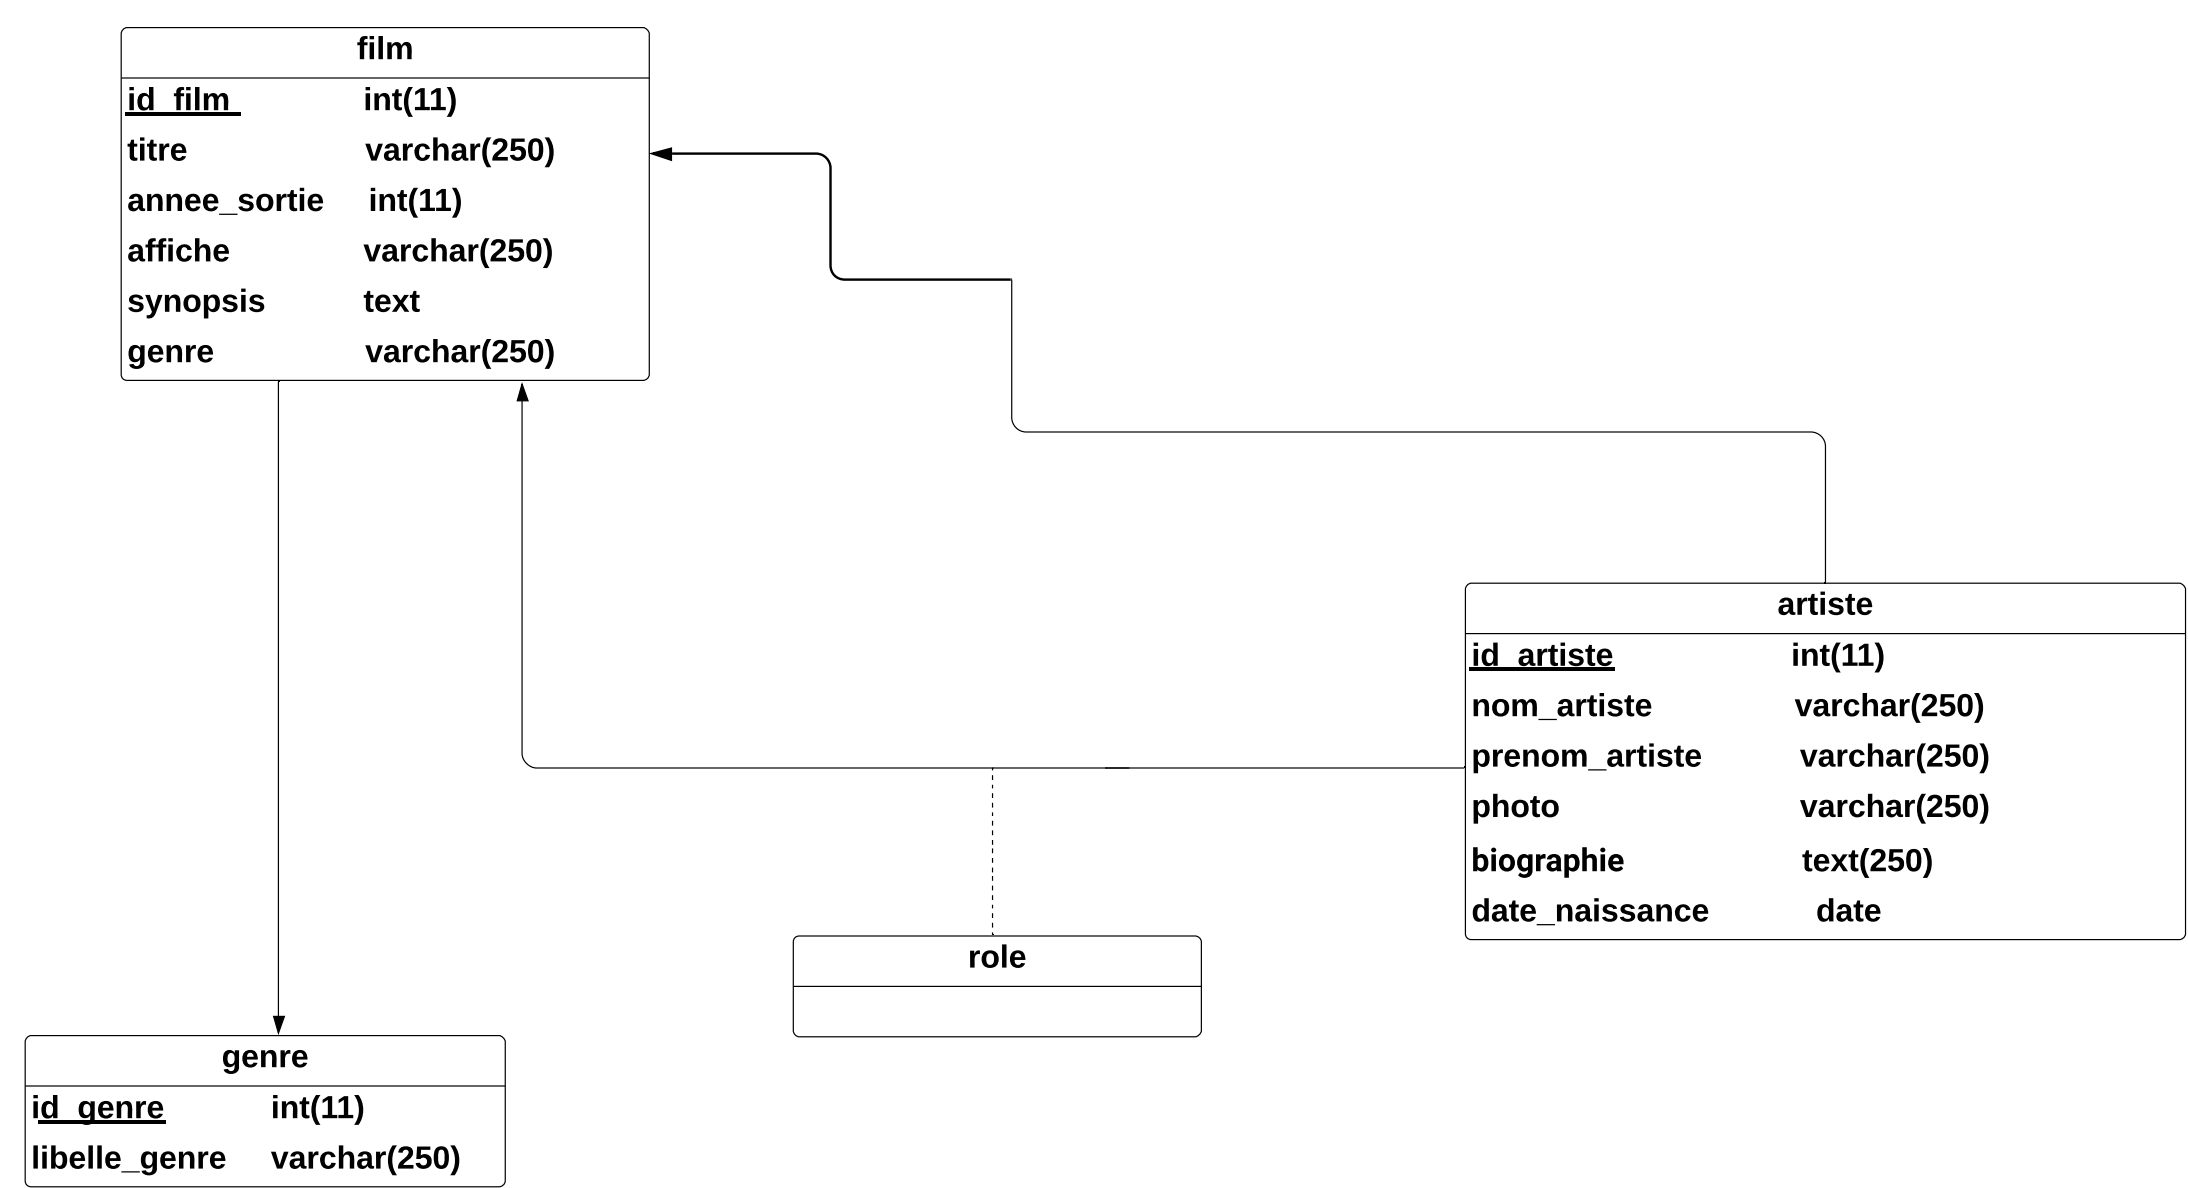 film
id_film int(11)
titre varchar(250)
annee_sortie int(11)
affiche varchar(250)
synopsis text
genre varchar(250)
artiste
id_artiste int(11)
nom_artiste varchar(250)
prenom_artiste varchar(250)
photo varchar(250)
biographie text(250)
date_naissance date
role
genre
id_genre int(11)
libelle_genre varchar(250)